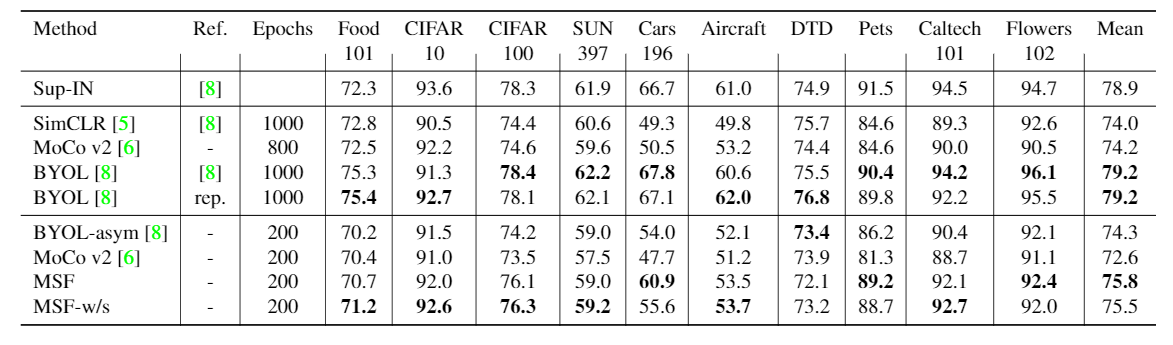 Method Ref. Epochs Food CIFAR CIFAR SUN Cars Aircraft DTD Pets Caltech Flowers Mean
101 10 100 397 196 101 102
Sup-IN [8] 72.3 93.6 78.3 61.9 66.7 61.0 74.9 91.5 94.5 94.7 78.9
SimCLR [5] [8] 1000 72.8 90.5 74.4 60.6 49.3 49.8 75.7 84.6 89.3 92.6 74.0
MoCo v2 [6] - 800 72.5 92.2 74.6 59.6 50.5 53.2 74.4 84.6 90.0 90.5 74.2
BYOL [8] [8] 1000 75.3 91.3 78.4 62.2 67.8 60.6 75.5 90.4 94.2 96.1 79.2
BYOL [8] rep. 1000 75.4 92.7 78.1 62.1 67.1 62.0 76.8 89.8 92.2 95.5 79.2
BYOL-asym [8] - 200 70.2 91.5 74.2 59.0 54.0 52.1 73.4 86.2 90.4 92.1 74.3
MoCo v2 [6] - 200 70.4 91.0 73.5 57.5 47.7 51.2 73.9 81.3 88.7 91.1 72.6
MSF - 200 70.7 92.0 76.1 59.0 60.9 53.5 72.1 89.2 92.1 92.4 75.8
MSF-w/s - 200 71.2 92.6 76.3 59.2 55.6 53.7 73.2 88.7 92.7 92.0 75.5